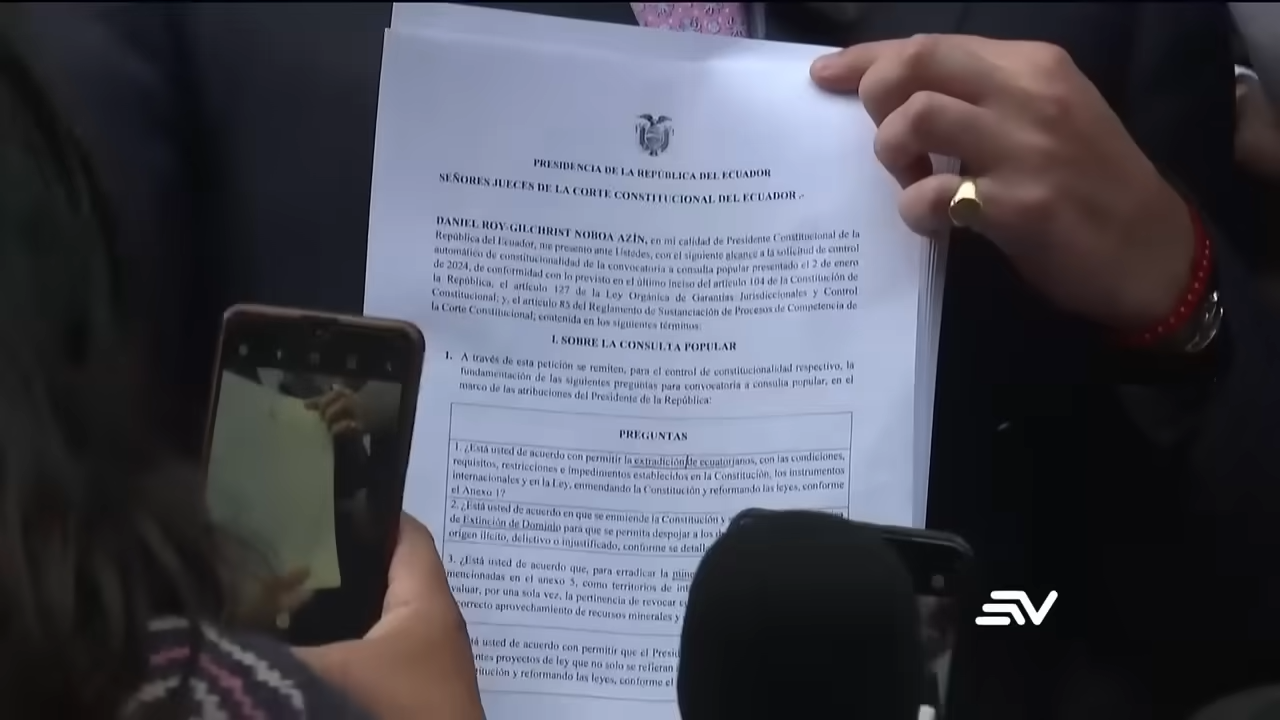 PRESIDENCIA DE LA REPÚBLICA DEL ECUADOR
SEÑORES JUECES DE LA CORTE CONSTITUCIONAL DEL ECUADOR.-
DANIEL ROY-GILCHRIST NOBOA AZÍN, en mi calidad de Presidente Constitucional de la
República del Ecuador, me presento ante Ustedes, con el siguiente alcance a la solicitud de control
automático de constitucionalidad de la convocatoria a consulta popular presentado el 2 de enero
de 2024, de conformidad con lo previsto en el último inciso del artículo 104 de la Constitución de
la República, el artículo 127 de la Ley Orgánica de Garantías Jurisdiccionales y Control
Constitucional; y, el artículo 85 del Reglamento de Sustanciación de Procesos de Competencia de
la Corte Constitucional; contenida en los siguientes términos:
I. SOBRE LA CONSULTA POPULAR
1. A través de esta petición se remiten, para el control de constitucionalidad respectivo, la
fundamentación de las siguientes preguntas para convocatoria a consulta popular, en el
marco de las atribuciones del Presidente de la República:
PREGUNTAS
1. ¿Está usted de acuerdo con permitir la extradición de ecuatorianos, con las condiciones,
requisitos, restricciones e impedimentos establecidos en la Constitución, los instrumentos
internacionales y en la Ley, enmendando la Constitución y reformando las leyes, conforme
el Anexo 1?
2. ¿Está usted de acuerdo en que se enmiende la Constitución y
de Extinción de Dominio para que se permita despojar a los
origen ilícito, delictivo o injustificado, conforme se detall
3. ¿Está usted de acuerdo que, para erradicar la
mencionadas en el anexo 5, como territorios de
evaluar, por una sola vez, la pertinencia de revocar
correcto aprovechamiento de recursos minerales y
tá usted de acuerdo con permitir que el Presid
ntes proyectos de ley que no solo se refieran
titución y reformando las leyes, conforme el
EV